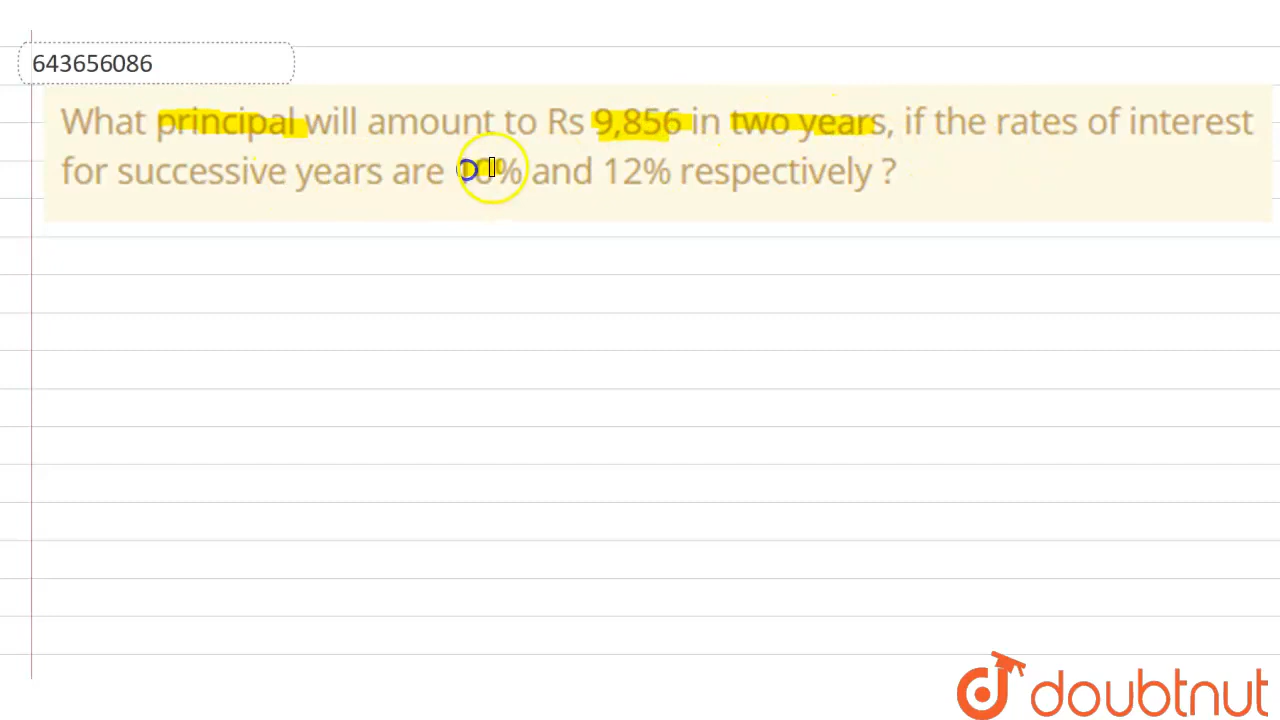 643656086
What principal will amount to Rs 9,856 in two years, if the rates of interest
for successive years are 10% and 12% respectively ?
doubtnut